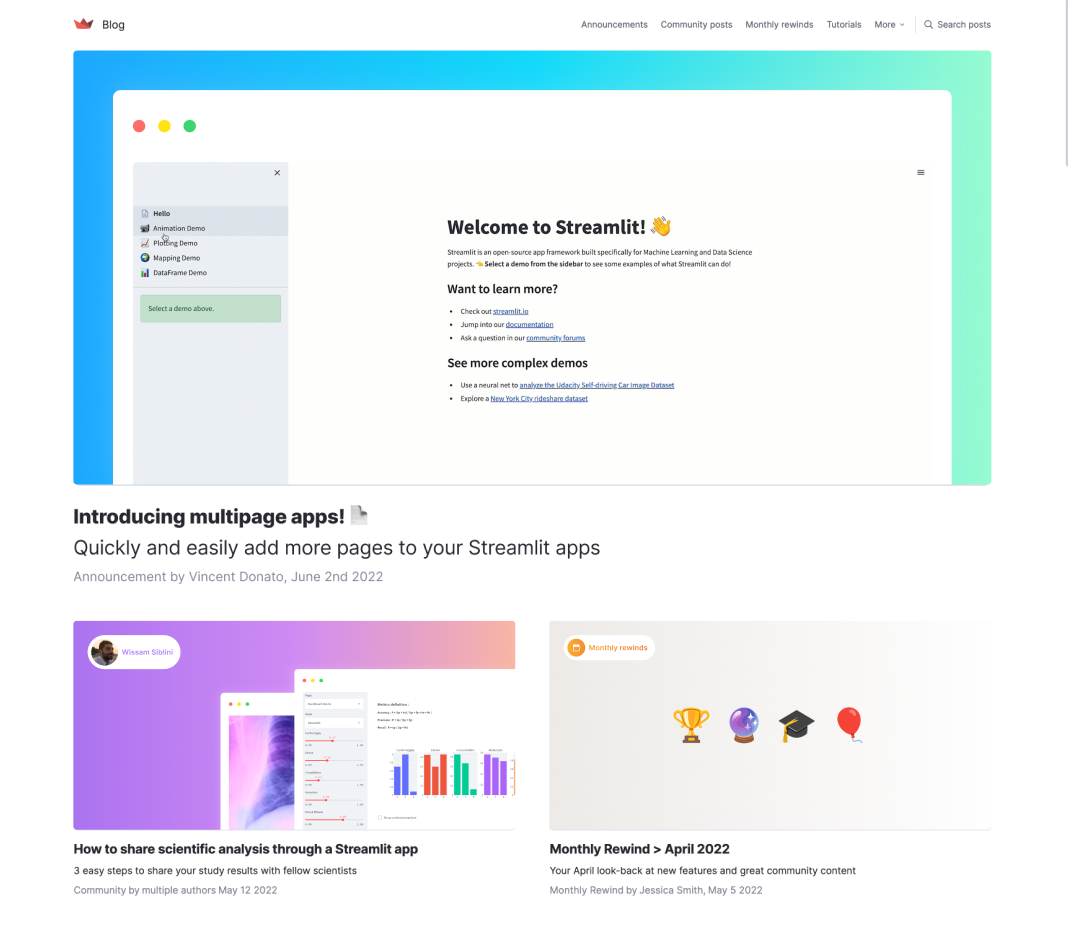 Blog
Announcements Community posts Monthly rewinds Tutorials More Search posts
Hello
Animation Demo
Plotting Demo
Mapping Demo
DataFrame Demo
Select a demo above.
Welcome to Streamlit! 👋
Streamlit is an open-source app framework built specifically for Machine Learning and Data Science
projects. 👈 Select a demo from the sidebar to see some examples of what Streamlit can do!
Want to learn more?
• Check out streamlit.io
• Jump into our documentation
• Ask a question in our community forums
See more complex demos
• Use a neural net to analyze the Udacity Self-driving Car Image Dataset
• Explore a New York City rideshare dataset
Introducing multipage apps!
Quickly and easily add more pages to your Streamlit apps
Announcement by Vincent Donato, June 2nd 2022
Wissam Siblini
Monthly rewinds
How to share scientific analysis through a Streamlit app
3 easy steps to share your study results with fellow scientists
Community by multiple authors May 12 2022
Monthly Rewind > April 2022
Your April look-back at new features and great community content
Monthly Rewind by Jessica Smith, May 5 2022